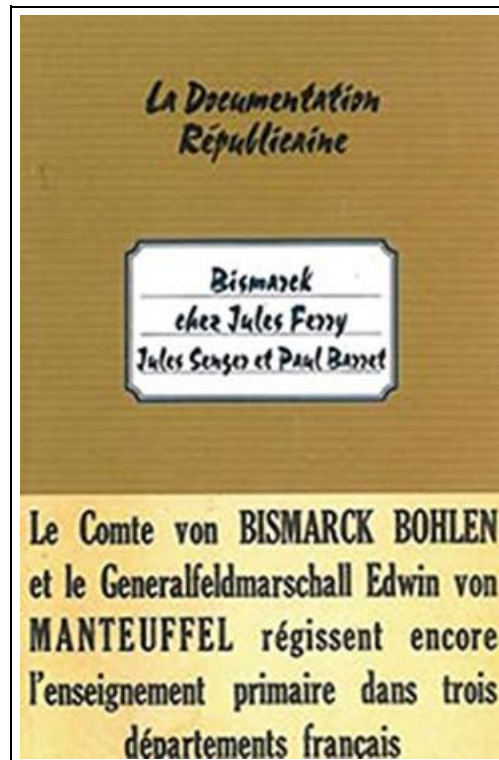 La Documentation
Républicaine
Bismarck
chez Jules Ferry
Jules Senger et Paul Barret
Le Comte von BISMARCK BOHLEN
et le Generalfeldmarschall Edwin von
MANTEUFFEL régissent encore
l'enseignement primaire dans trois
départements français